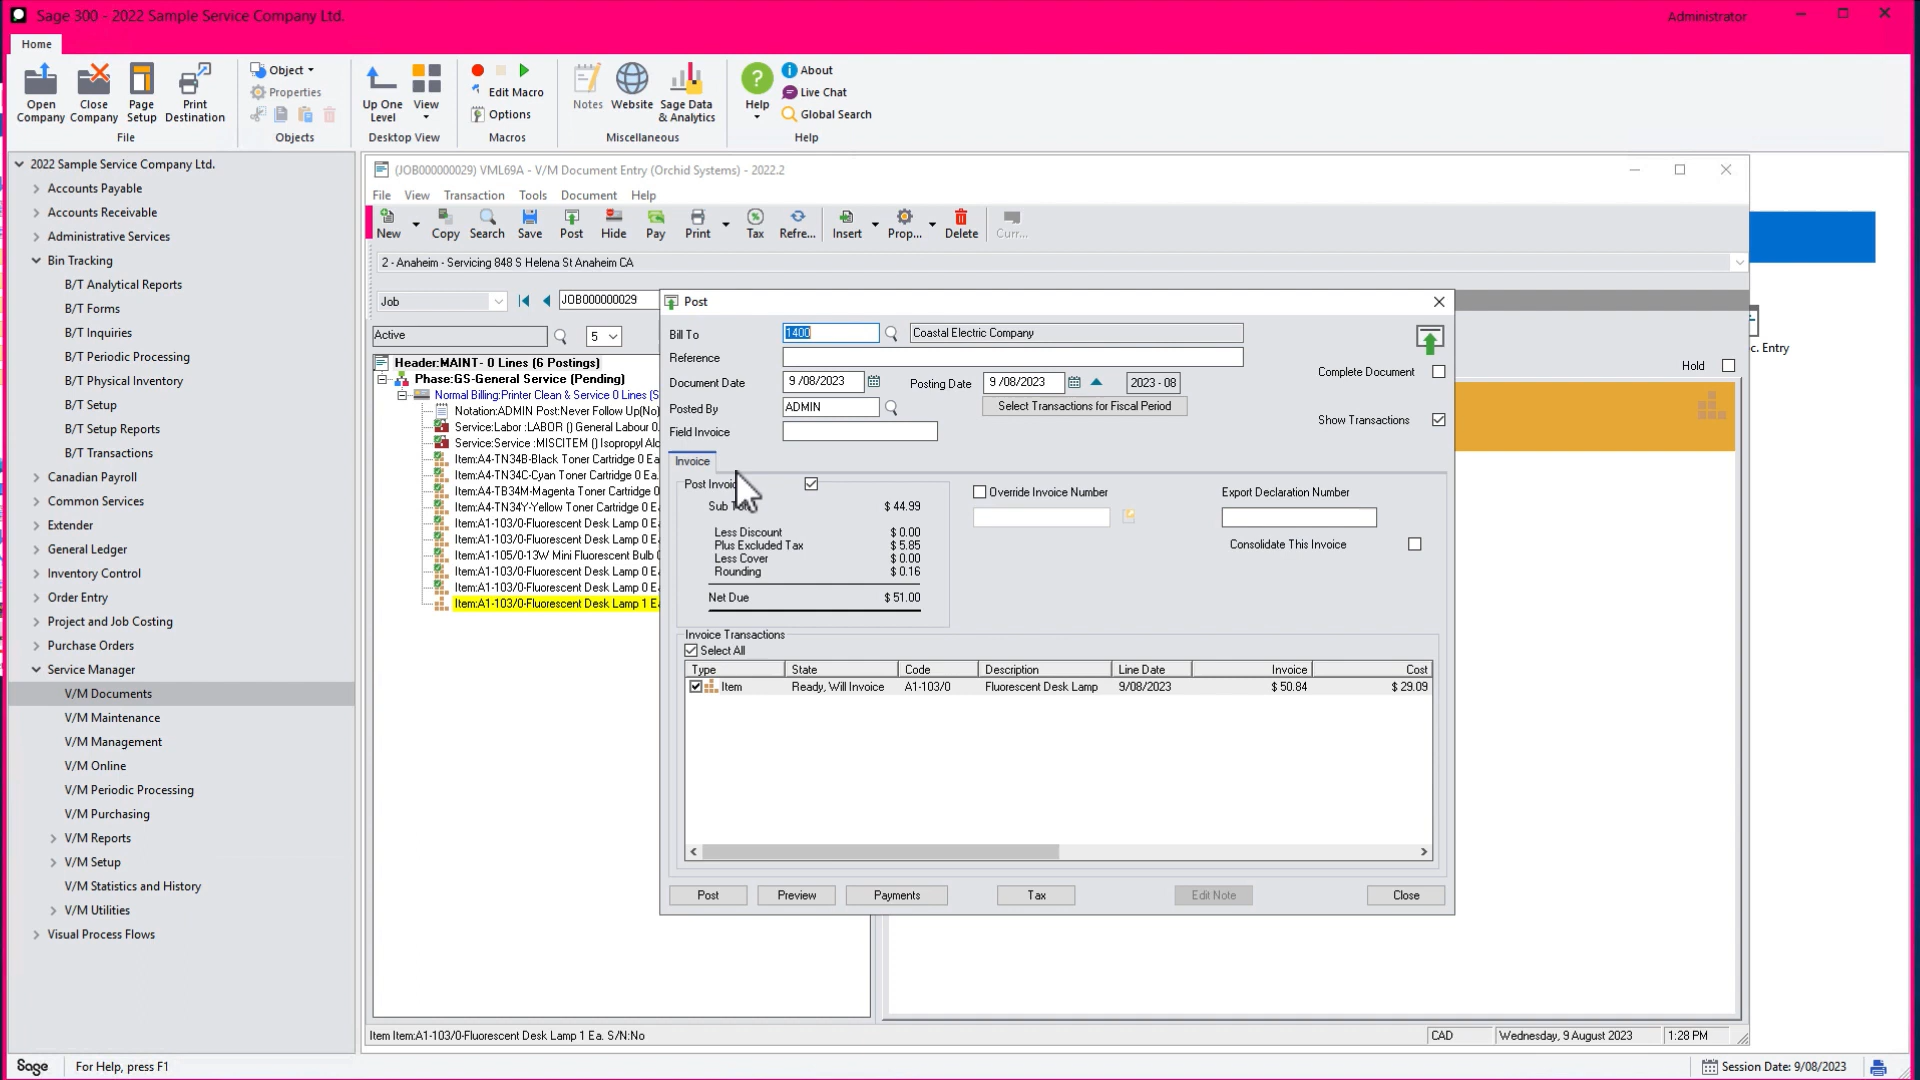 Sage 300 - 2022 Sample Service Company Ltd.
Administrator
Home
Open Company
Close Company
Page Setup
Print Destination
File
Object
Properties
Objects
Up One Level
View
Desktop View
Edit Macro
Options
Macros
Notes
Website
Sage Data & Analytics
Miscellaneous
Help
About
Live Chat
Global Search
Help
2022 Sample Service Company Ltd.
Accounts Payable
Accounts Receivable
Administrative Services
Bin Tracking
B/T Analytical Reports
B/T Forms
B/T Inquiries
B/T Periodic Processing
B/T Physical Inventory
B/T Setup
B/T Setup Reports
B/T Transactions
Canadian Payroll
Common Services
Extender
General Ledger
Inventory Control
Order Entry
Project and Job Costing
Purchase Orders
Service Manager
V/M Documents
V/M Maintenance
V/M Management
V/M Online
V/M Periodic Processing
V/M Purchasing
V/M Reports
V/M Setup
V/M Statistics and History
V/M Utilities
Visual Process Flows
(JOB000000029) VML69A - V/M Document Entry (Orchid Systems) - 2022.2
File View Transaction Tools Document Help
New Copy Search Save Post Hide Pay Print Tax Refre... Insert Prop... Delete Curr...
2 - Anaheim - Servicing 848 S Helena St Anaheim CA
Job JOB000000029
Active 5
Header:MAINT- 0 Lines (6 Postings)
Phase:GS-General Service (Pending)
Normal Billing:Printer Clean & Service 0 Lines (S
Notation:ADMIN Post:Never Follow Up(No)
Service:Labor :LABOR () General Labour 0.
Service:Service :MISCITEM () Isopropyl Alc
Item:A4-TN34B-Black Toner Cartridge 0 Ea
Item:A4-TN34C-Cyan Toner Cartridge 0 Ea.
Item:A4-TB34M-Magenta Toner Cartridge 0
Item:A4-TN34Y-Yellow Toner Cartridge 0 E
Item:A1-103/0-Fluorescent Desk Lamp 0 E
Item:A1-103/0-Fluorescent Desk Lamp 0 E
Item:A1-105/0-13W Mini Fluorescent Bulb 0
Item:A1-103/0-Fluorescent Desk Lamp 0 E
Item:A1-103/0-Fluorescent Desk Lamp 0 E
Item:A1-103/0-Fluorescent Desk Lamp 1 E
c. Entry
Hold
Post
Bill To 1400 Coastal Electric Company
Reference
Document Date 9 /08/2023 Posting Date 9 /08/2023 2023 - 08
Posted By ADMIN Select Transactions for Fiscal Period
Field Invoice
Complete Document
Show Transactions
Invoice
Post Invoi
Sub To
$ 44.99
Less Discount $ 0.00
Plus Excluded Tax $ 5.85
Less Cover $ 0.00
Rounding $ 0.16
Net Due $ 51.00
Override Invoice Number
Export Declaration Number
Consolidate This Invoice
Invoice Transactions
Select All
Type State Code Description Line Date Invoice Cost
Item Ready, Will Invoice A1-103/0 Fluorescent Desk Lamp 9/08/2023 $ 50.84 $ 29.09
Post Preview Payments Tax Edit Note Close
Item Item:A1-103/0-Fluorescent Desk Lamp 1 Ea. S/N:No
CAD Wednesday, 9 August 2023 1:28 PM
Sage For Help, press F1
Session Date: 9/08/2023